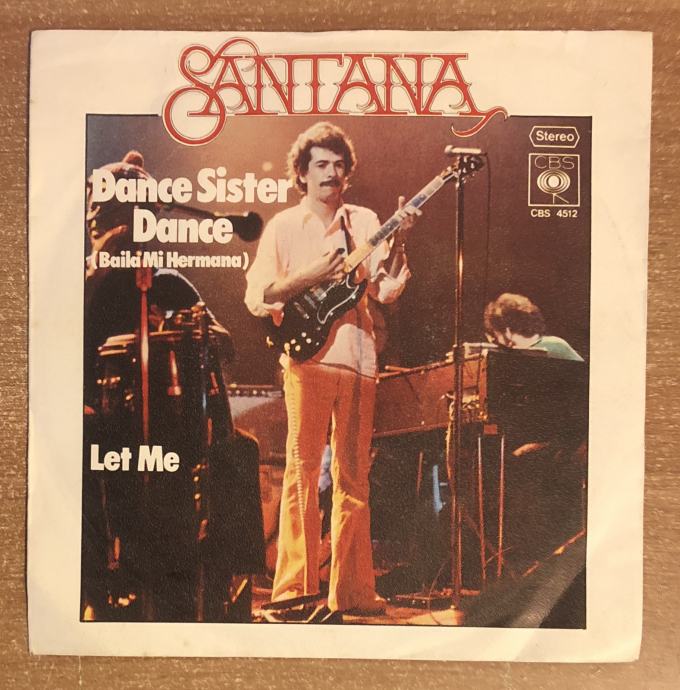 SANTANA
Stereo
CBS
CBS 4512
Dance Sister
Dance
(Baila Mi Hermana)
Let Me